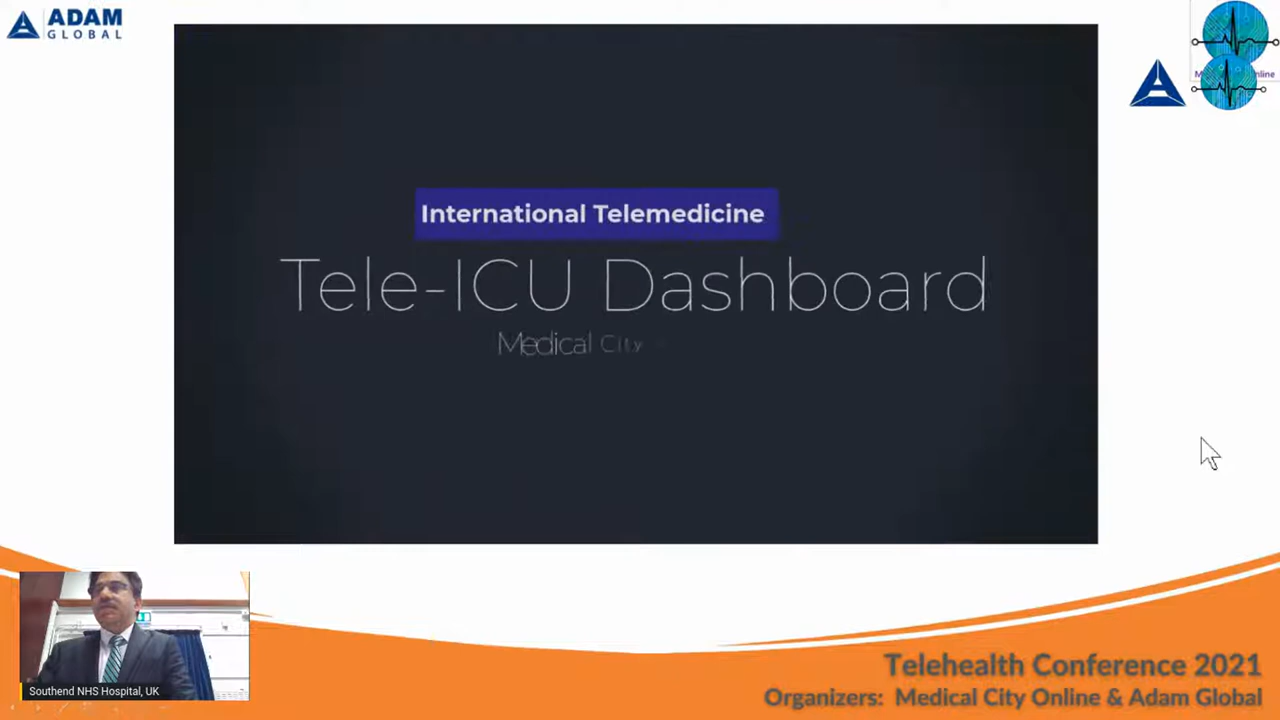 ADAM
GLOBAL
International Telemedicine
Tele-ICU Dashboard
Medical City
Southend NHS Hospital, UK
Telehealth Conference 2021
Organizers: Medical City Online & Adam Global